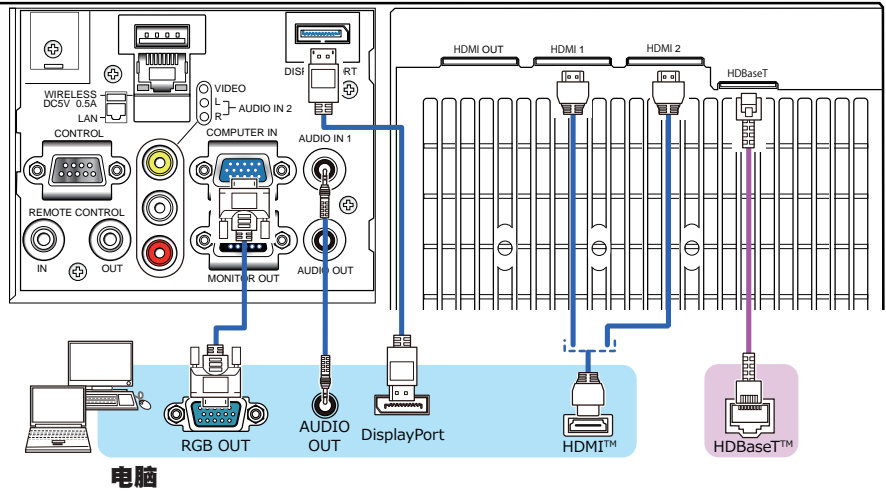 HDMI OUT
HDMI 1
HDMI 2
HDBaseT
WIRELESS
DC5V 0.5A
LAN
VIDEO
L
R
AUDIO IN 2
CONTROL
COMPUTER IN
AUDIO IN 1
REMOTE CONTROL
IN
OUT
MONITOR OUT
AUDIO OUT
RGB OUT
AUDIO
OUT
DisplayPort
HDMI™
HDBaseT™
电脑